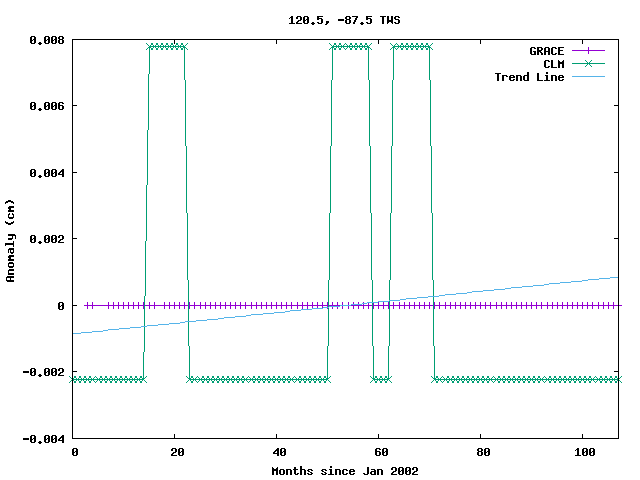 120.5, -87.5 TWS
0.008
0.006
0.004
0.002
0
-0.002
-0.004
Anomaly (cm)
GRACE
CLM
Trend Line
0 20 40 60 80 100
Months since Jan 2002